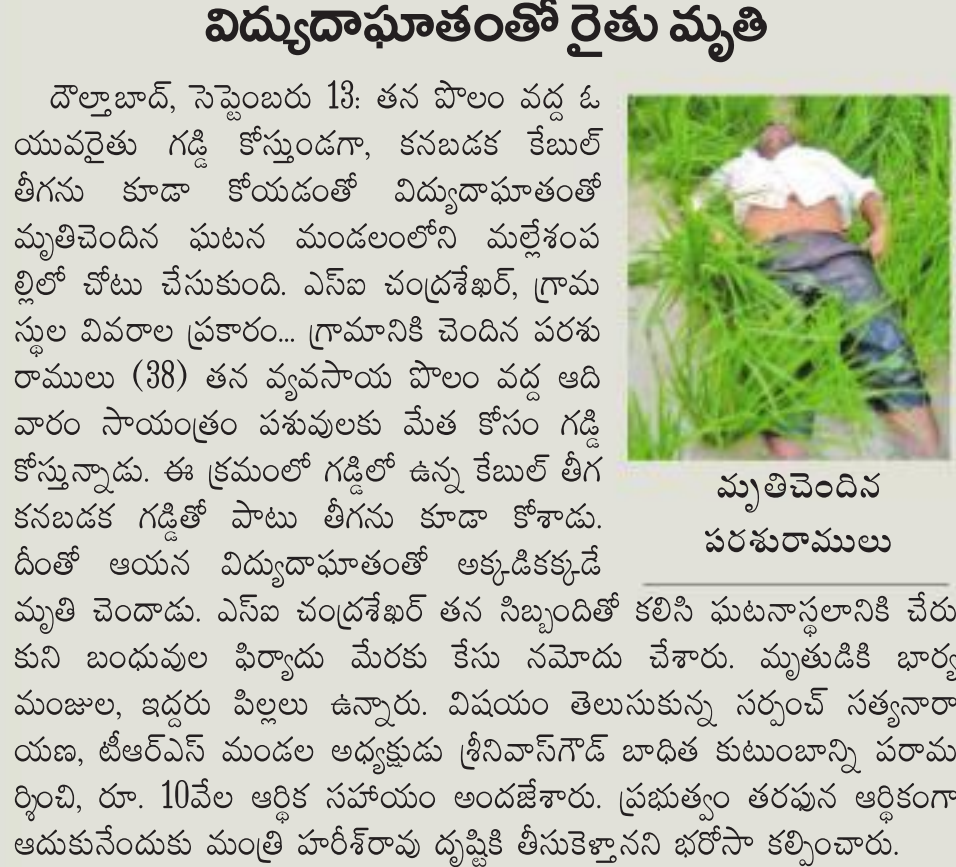 విద్యుదాఘాతంతో రైతు మృతి
దౌల్తాబాద్, సెప్టెంబరు 13: తన పొలం వద్ద ఓ
యువరైతు గడ్డి కోస్తుండగా, కనబడక కేబుల్
తీగను కూడా కోయడంతో విద్యుదాఘాతంతో
మృతిచెందిన ఘటన మండలంలోని మల్లేశంప
ల్లిలో చోటు చేసుకుంది. ఎస్ఐ చంద్రశేఖర్, గ్రామ
స్థుల వివరాల ప్రకారం... గ్రామానికి చెందిన పరశు
రాములు (38) తన వ్యవసాయ పొలం వద్ద ఆది
వారం సాయంత్రం పశువులకు మేత కోసం గడ్డి
కోస్తున్నాడు. ఈ క్రమంలో గడ్డిలో ఉన్న కేబుల్ తీగ
కనబడక గడ్డితో పాటు తీగను కూడా కోశాడు.
దీంతో ఆయన విద్యుదాఘాతంతో అక్కడికక్కడే
మృతి చెందాడు. ఎస్ఐ చంద్రశేఖర్ తన సిబ్బందితో కలిసి ఘటనాస్థలానికి చేరు
కుని బంధువుల ఫిర్యాదు మేరకు కేసు నమోదు చేశారు. మృతుడికి భార్య
మంజుల, ఇద్దరు పిల్లలు ఉన్నారు. విషయం తెలుసుకున్న సర్పంచ్ సత్యనారా
యణ, టీఆర్ఎస్ మండల అధ్యక్షుడు శ్రీనివాస్‌గౌడ్ బాధిత కుటుంబాన్ని పరామ
ర్శించి, రూ. 10వేల ఆర్థిక సహాయం అందజేశారు. ప్రభుత్వం తరఫున ఆర్థికంగా
ఆదుకునేందుకు మంత్రి హరీశ్‌రావు దృష్టికి తీసుకెళ్తానని భరోసా కల్పించారు.
మృతిచెందిన
పరశురాములు